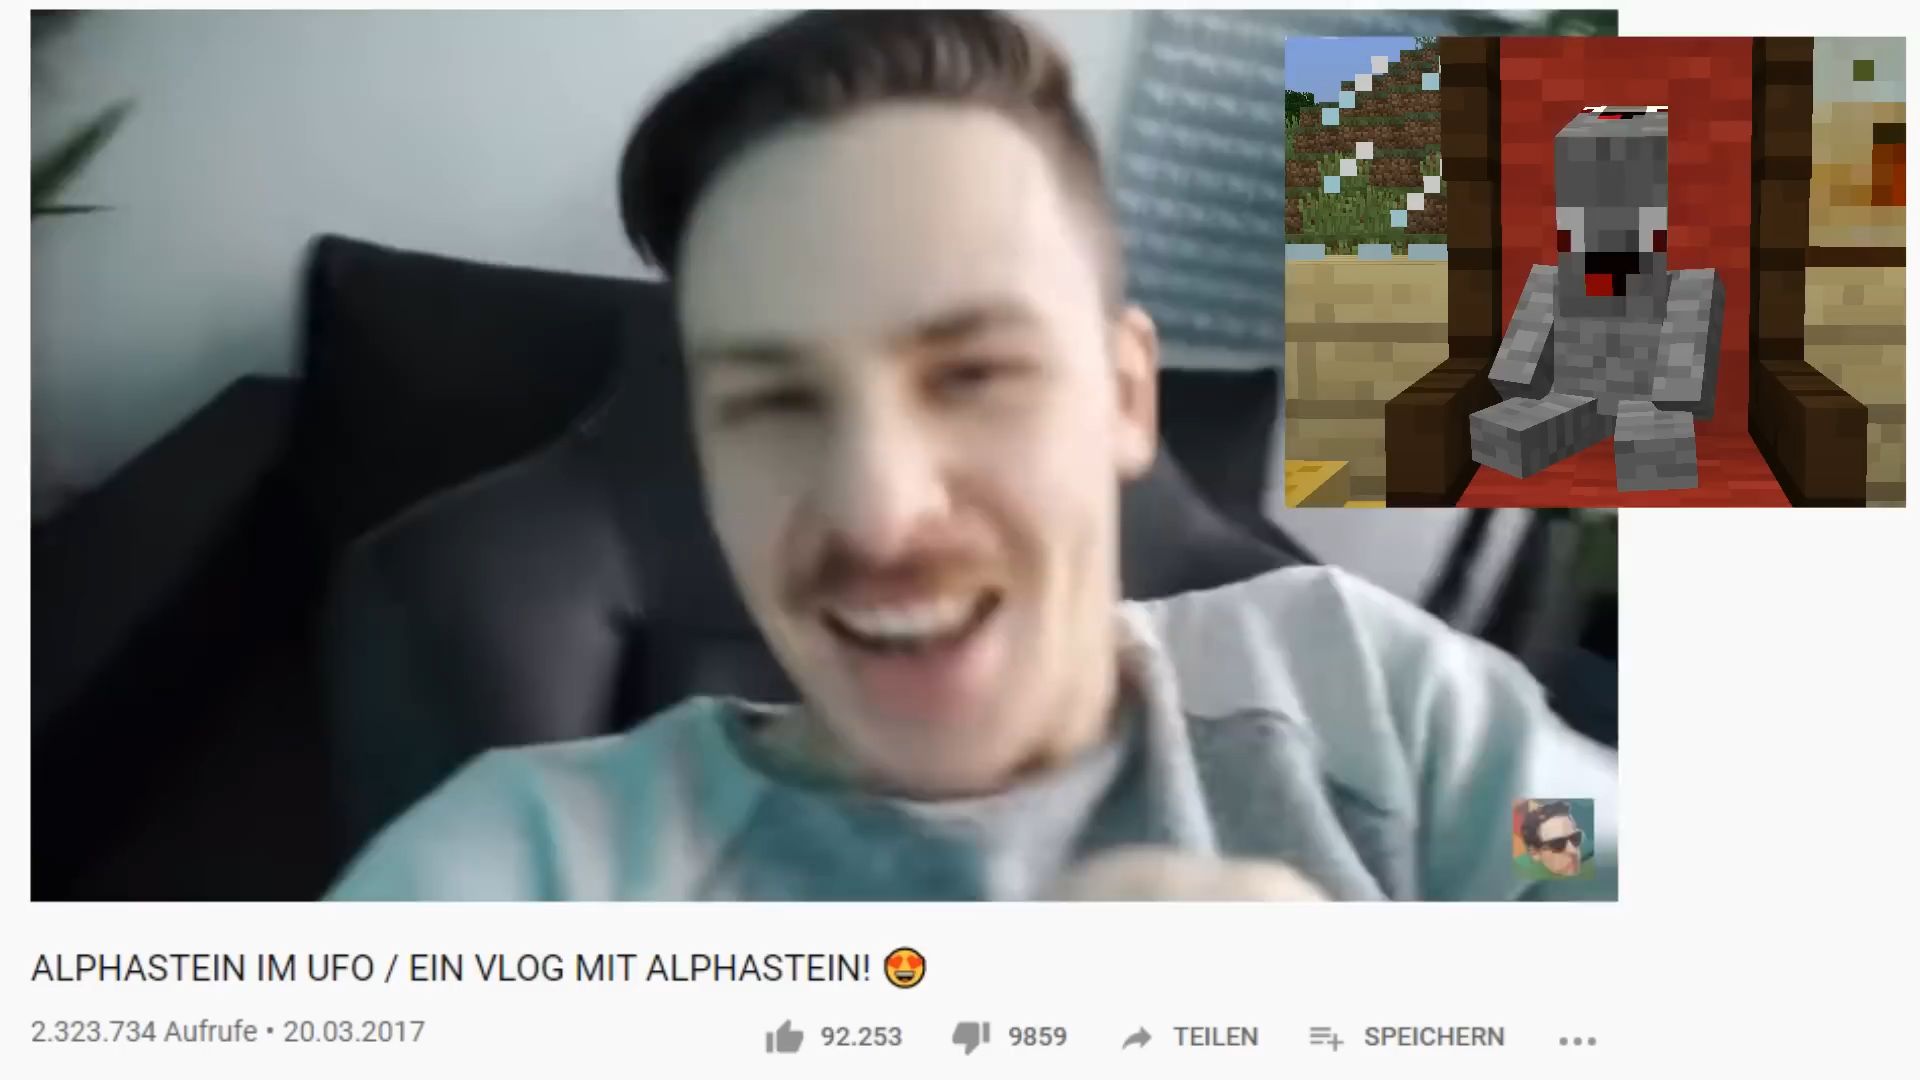 ALPHASTEIN IM UFO / EIN VLOG MIT ALPHASTEIN! 😍
2.323.734 Aufrufe • 20.03.2017
92.253
9859
TEILEN
SPEICHERN